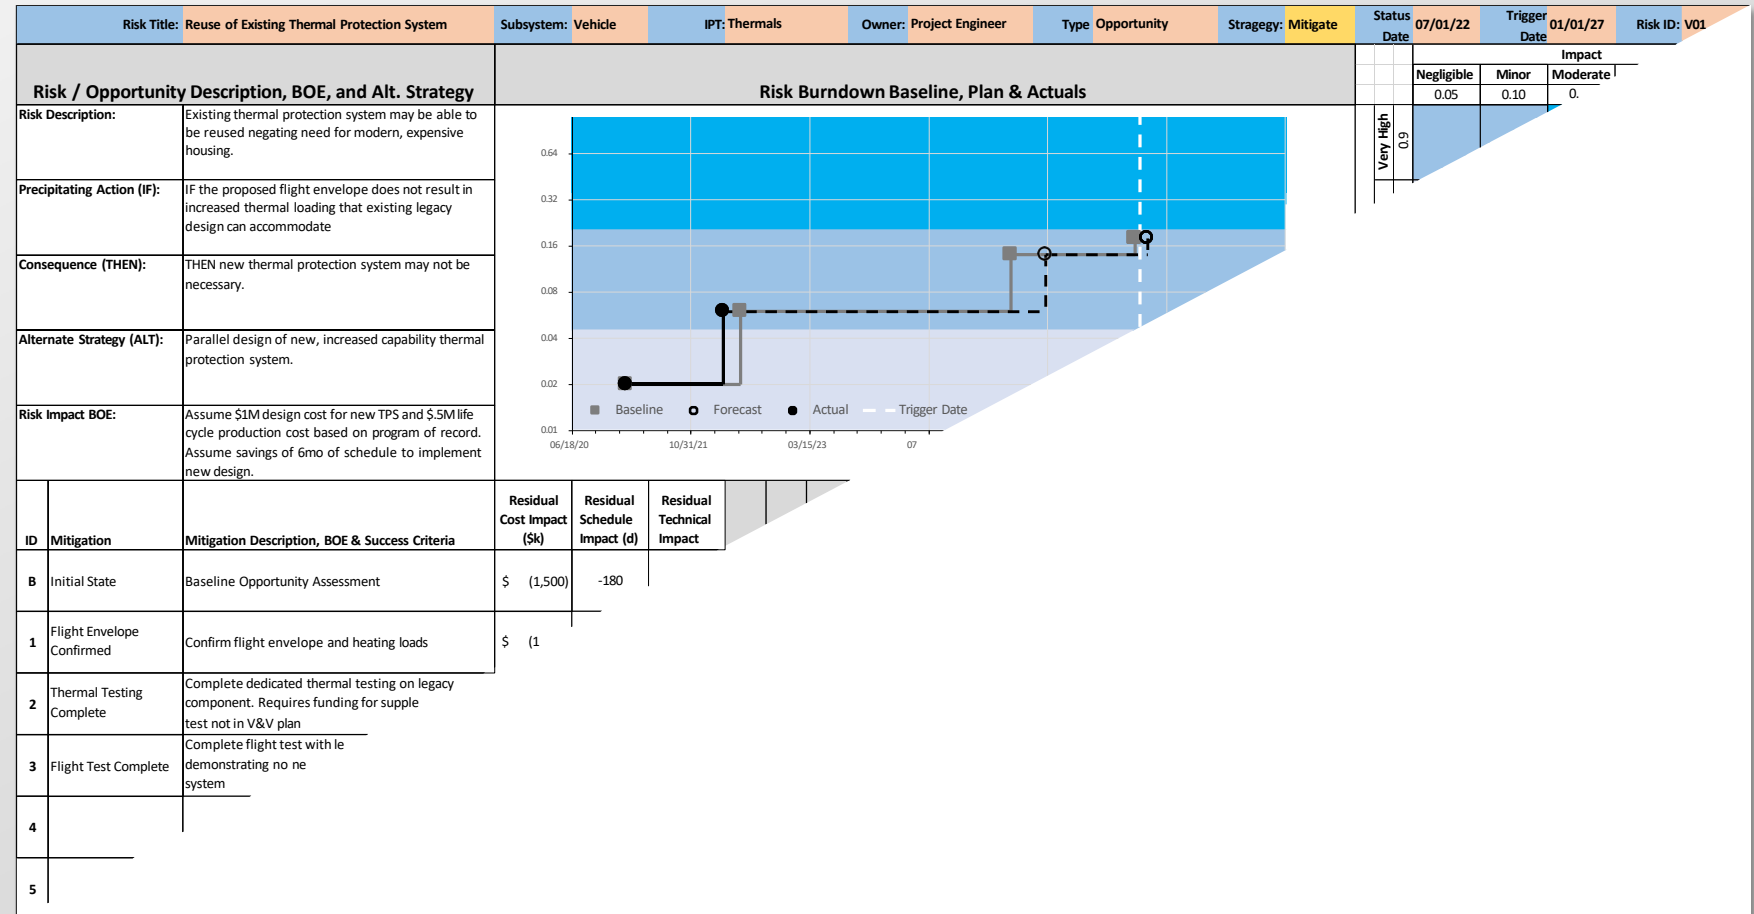 Risk Title: Reuse of Existing Thermal Protection System Subsystem: Vehicle IPT: Thermals Owner: Project Engineer Type Opportunity Stragegy: Mitigate Status Date 07/01/22 Trigger Date 01/01/27 Risk ID: V01
Risk / Opportunity Description, BOE, and Alt. Strategy
Risk Burndown Baseline, Plan & Actuals
Impact
Negligible Minor Moderate
0.05 0.10 0.
Very High 0.9
Risk Description:
Existing thermal protection system may be able to
be reused negating need for modern, expensive
housing.
Precipitating Action (IF):
IF the proposed flight envelope does not result in
increased thermal loading that existing legacy
design can accommodate
Consequence (THEN):
THEN new thermal protection system may not be
necessary.
Alternate Strategy (ALT):
Parallel design of new, increased capability thermal
protection system.
Risk Impact BOE:
Assume $1M design cost for new TPS and $.5M life
cycle production cost based on program of record.
Assume savings of 6mo of schedule to implement
new design.
0.64
0.32
0.16
0.08
0.04
0.02
0.01
Baseline Forecast Actual Trigger Date
06/18/20 10/31/21 03/15/23 07
ID Mitigation Mitigation Description, BOE & Success Criteria
Residual
Cost Impact
($k)
Residual
Schedule
Impact (d)
Residual
Technical
Impact
B Initial State Baseline Opportunity Assessment $ (1,500) -180
1
Flight Envelope
Confirmed
Confirm flight envelope and heating loads $ (1
2
Thermal Testing
Complete
Complete dedicated thermal testing on legacy
component. Requires funding for supple
test not in V&V plan
3 Flight Test Complete
Complete flight test with le
demonstrating no ne
system
4
5